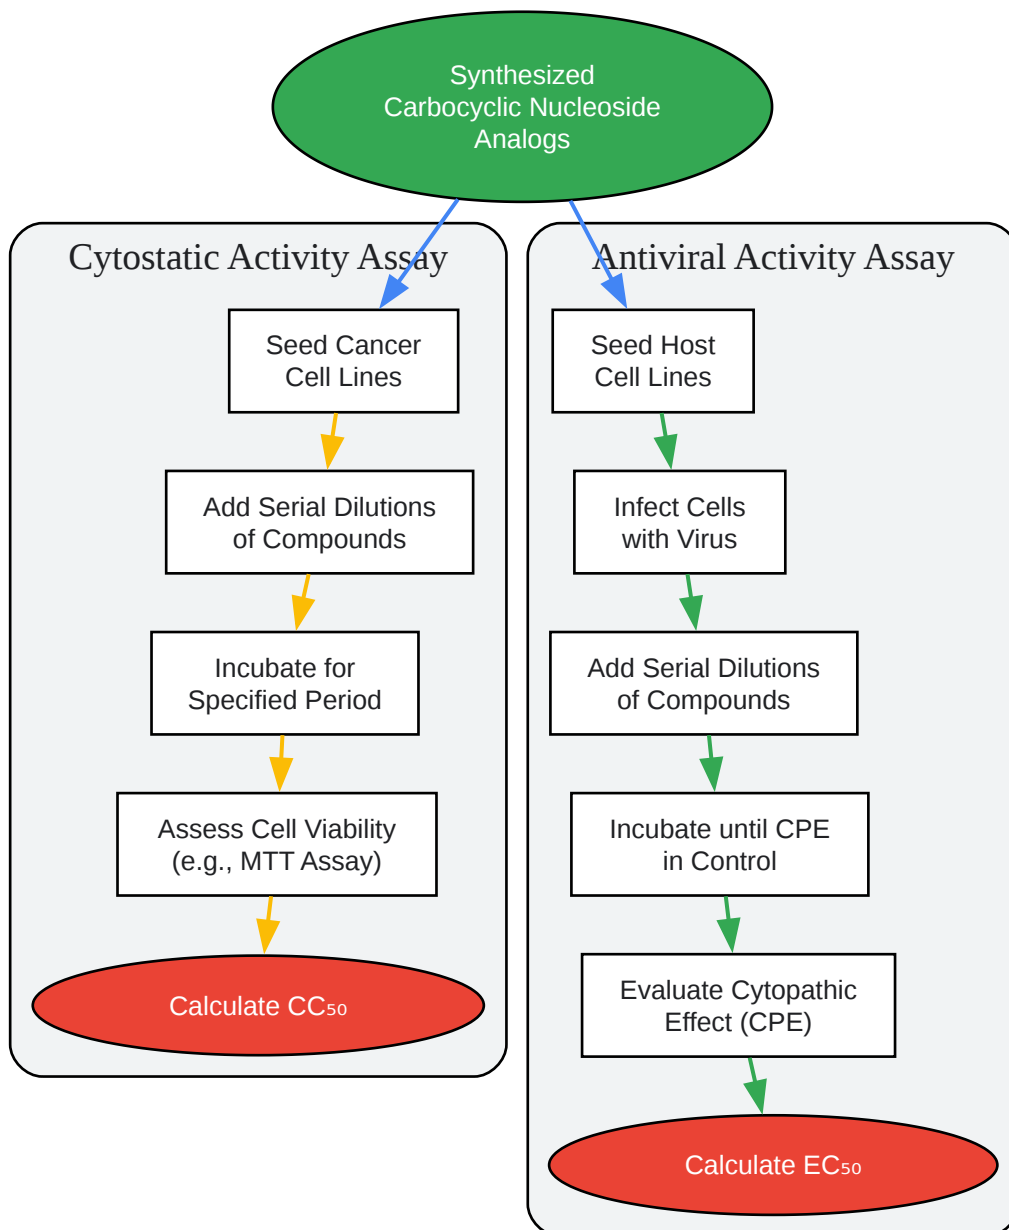 Synthesized
Carbocyclic Nucleoside
Analogs
Cytostatic Activity Assay
Seed Cancer
Cell Lines
Add Serial Dilutions
of Compounds
Incubate for
Specified Period
Assess Cell Viability
(e.g., MTT Assay)
Calculate CC₅₀
Antiviral Activity Assay
Seed Host
Cell Lines
Infect Cells
with Virus
Add Serial Dilutions
of Compounds
Incubate until CPE
in Control
Evaluate Cytopathic
Effect (CPE)
Calculate EC₅₀